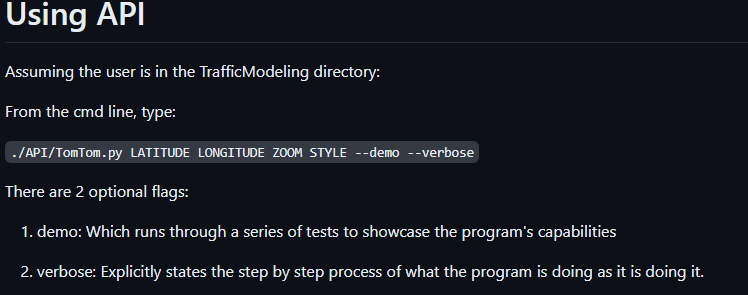 Using API
Assuming the user is in the TrafficModeling directory:
From the cmd line, type:
./API/TomTom.py LATITUDE LONGITUDE ZOOM STYLE --demo --verbose
There are 2 optional flags:
1. demo: Which runs through a series of tests to showcase the program's capabilities
2. verbose: Explicitly states the step by step process of what the program is doing as it is doing it.